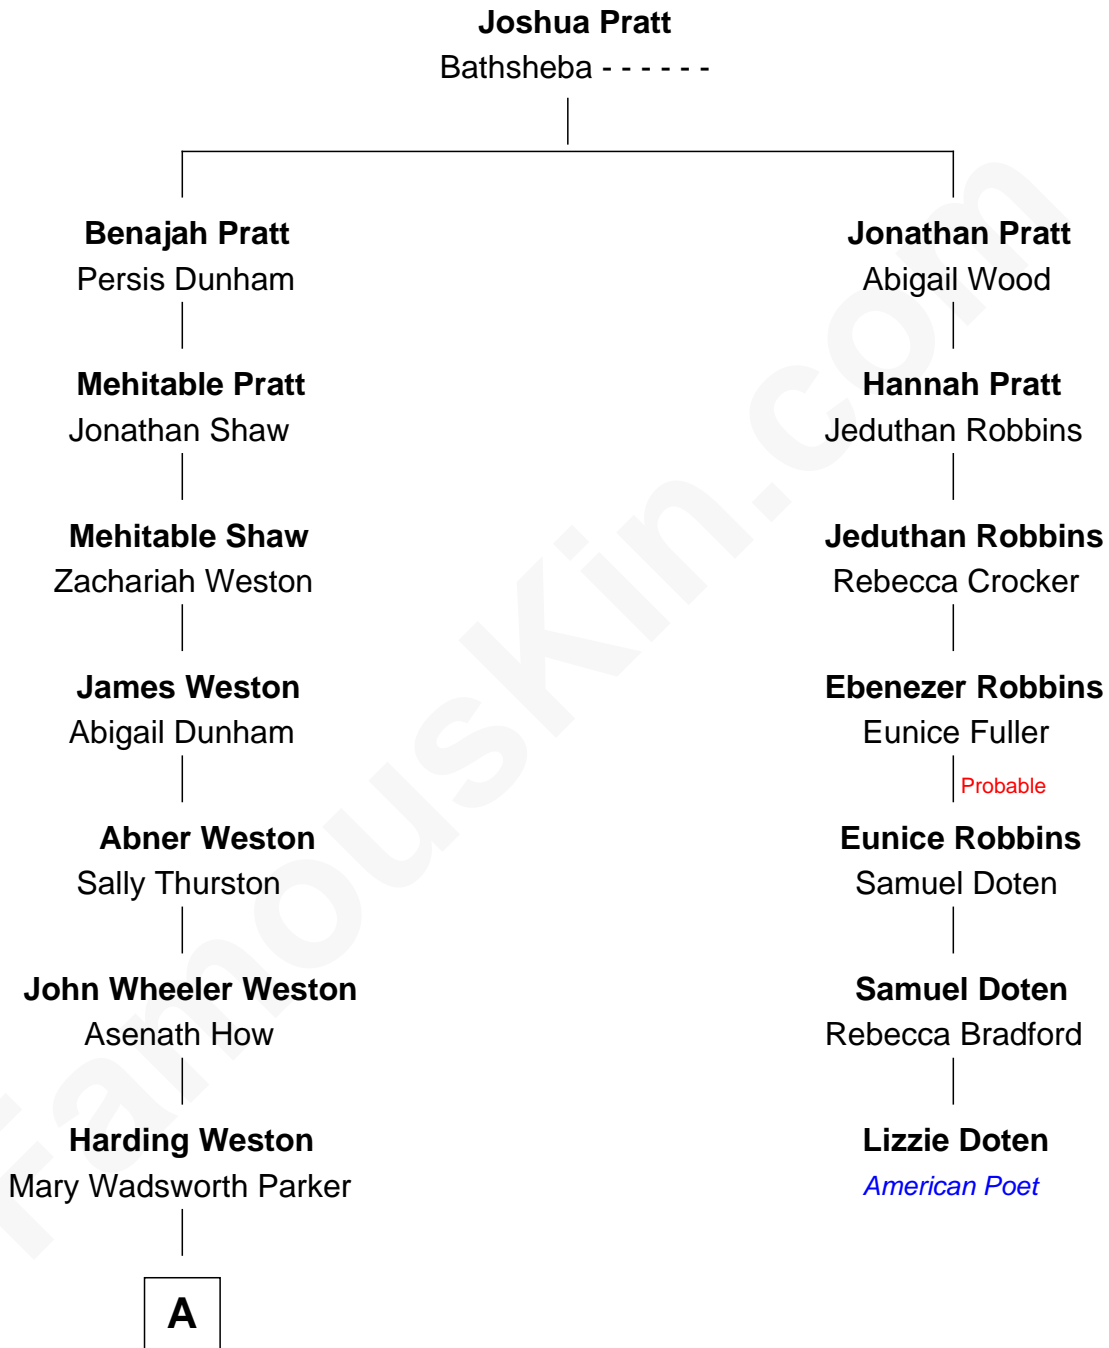 Joshua Pratt
Bathsheba - - - - - -
Benajah Pratt
Persis Dunham
Jonathan Pratt
Abigail Wood
Mehitable Pratt
Jonathan Shaw
Hannah Pratt
Jeduthan Robbins
Mehitable Shaw
Zachariah Weston
Jeduthan Robbins
Rebecca Crocker
James Weston
Abigail Dunham
Ebenezer Robbins
Eunice Fuller
Probable
Abner Weston
Sally Thurston
Eunice Robbins
Samuel Doten
John Wheeler Weston
Asenath How
Samuel Doten
Rebecca Bradford
Harding Weston
Mary Wadsworth Parker
Lizzie Doten
American Poet
A
FamousKin.com